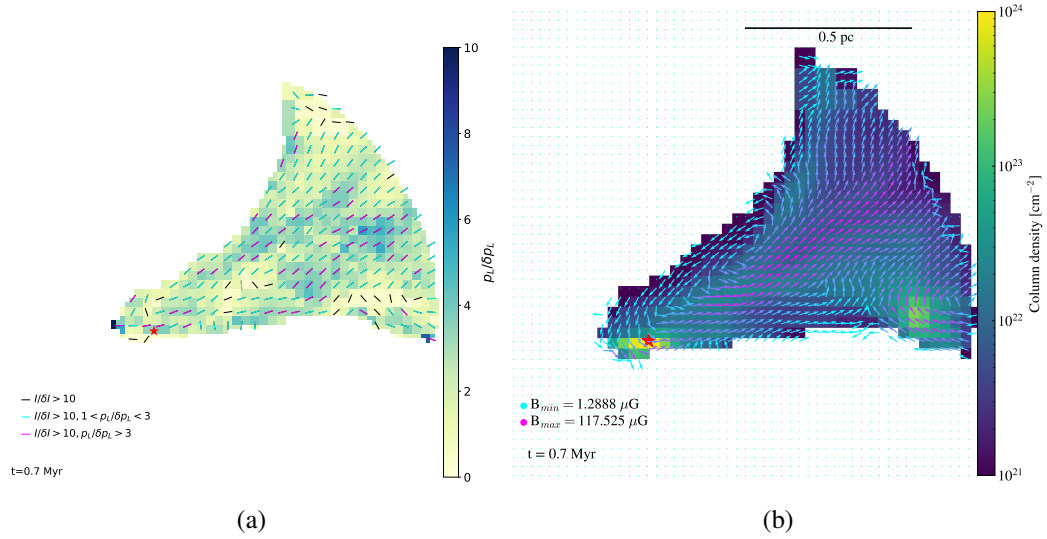 10
8
6
4
2
0
p_L/δp_L
I/δI > 10
I/δI > 10, 1 < p_L/δp_L < 3
I/δI > 10, p_L/δp_L > 3
t=0.7 Myr
(a)
0.5 pc
10^24
10^23
10^22
10^21
Column density [cm^−2]
B_min = 1.2888 μG
B_max = 117.525 μG
t = 0.7 Myr
(b)